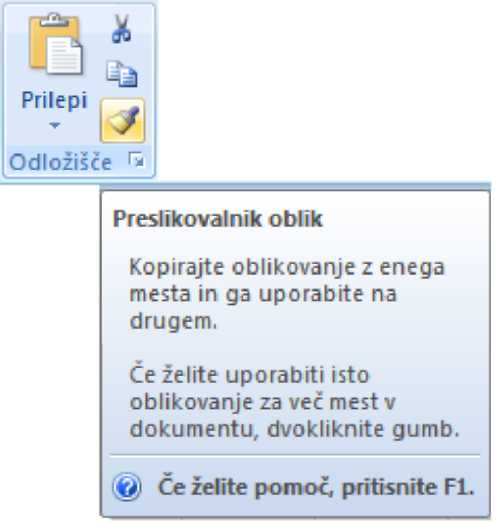 Prilepi
Odložišče
Preslikovalnik oblik
Kopirajte oblikovanje z enega
mesta in ga uporabite na
drugem.
Če želite uporabiti isto
oblikovanje za več mest v
dokumentu, dvokliknite gumb.
Če želite pomoč, pritisnite F1.